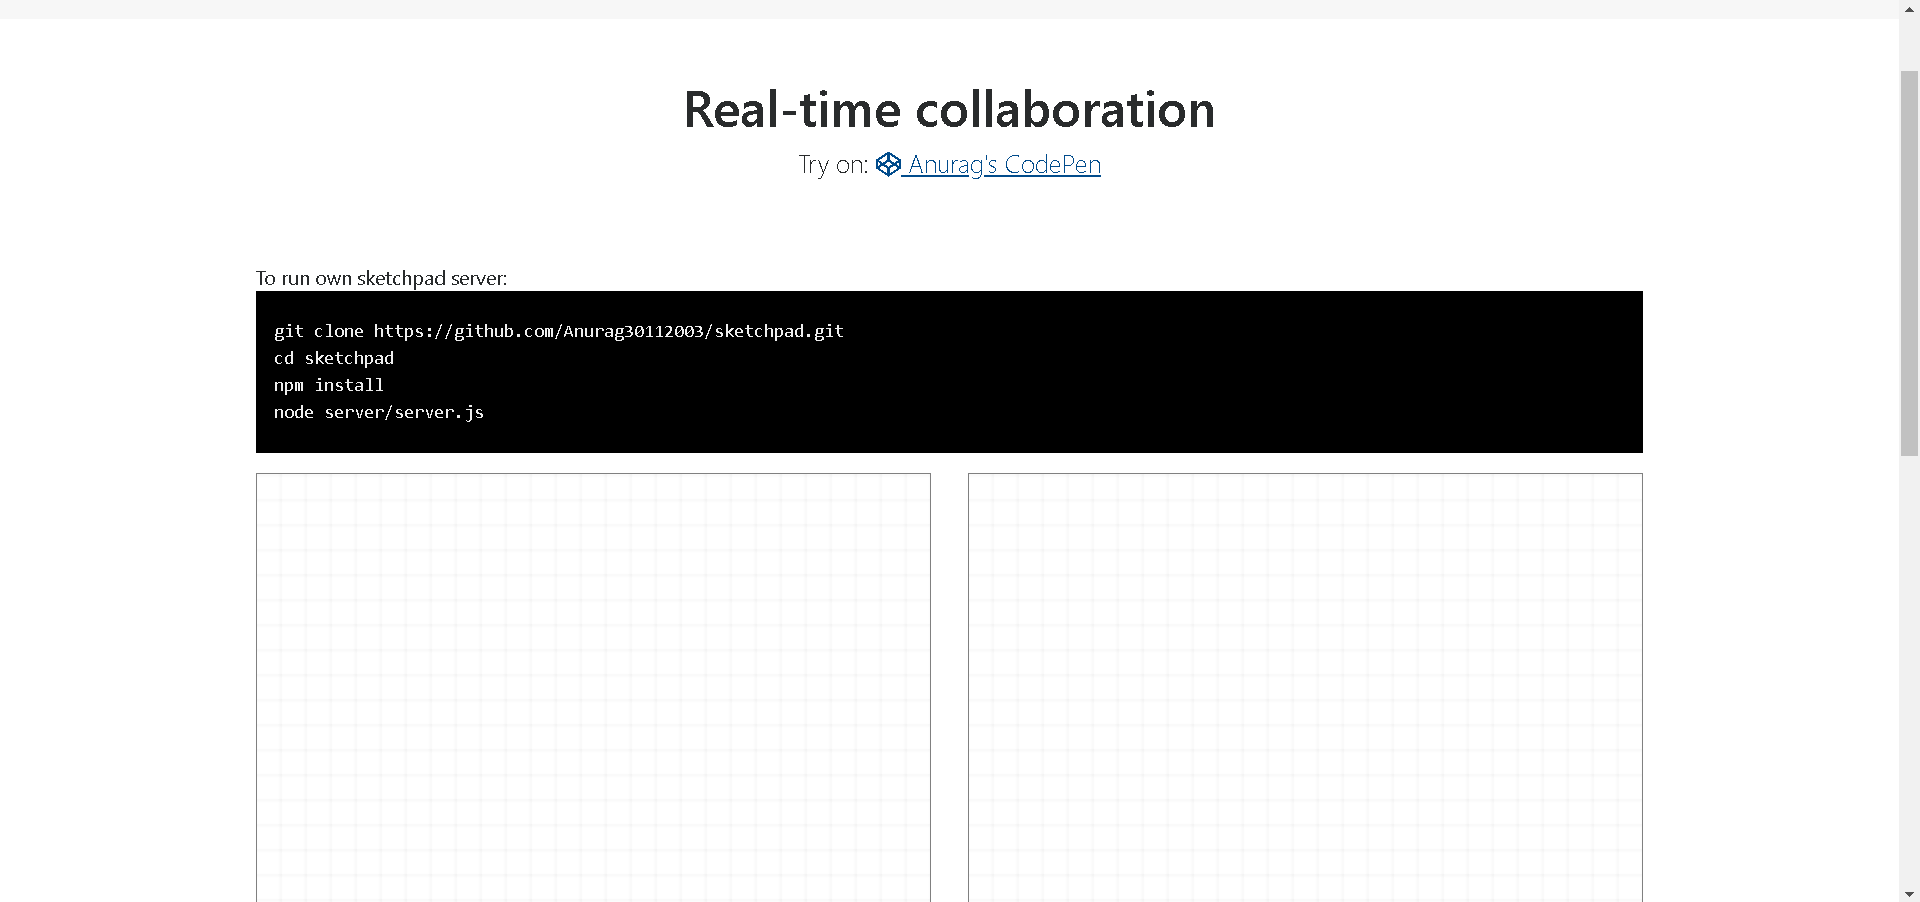 Real-time collaboration
Try on: Anurag's CodePen
To run own sketchpad server:
git clone https://github.com/Anurag30112003/sketchpad.git
cd sketchpad
npm install
node server/server.js